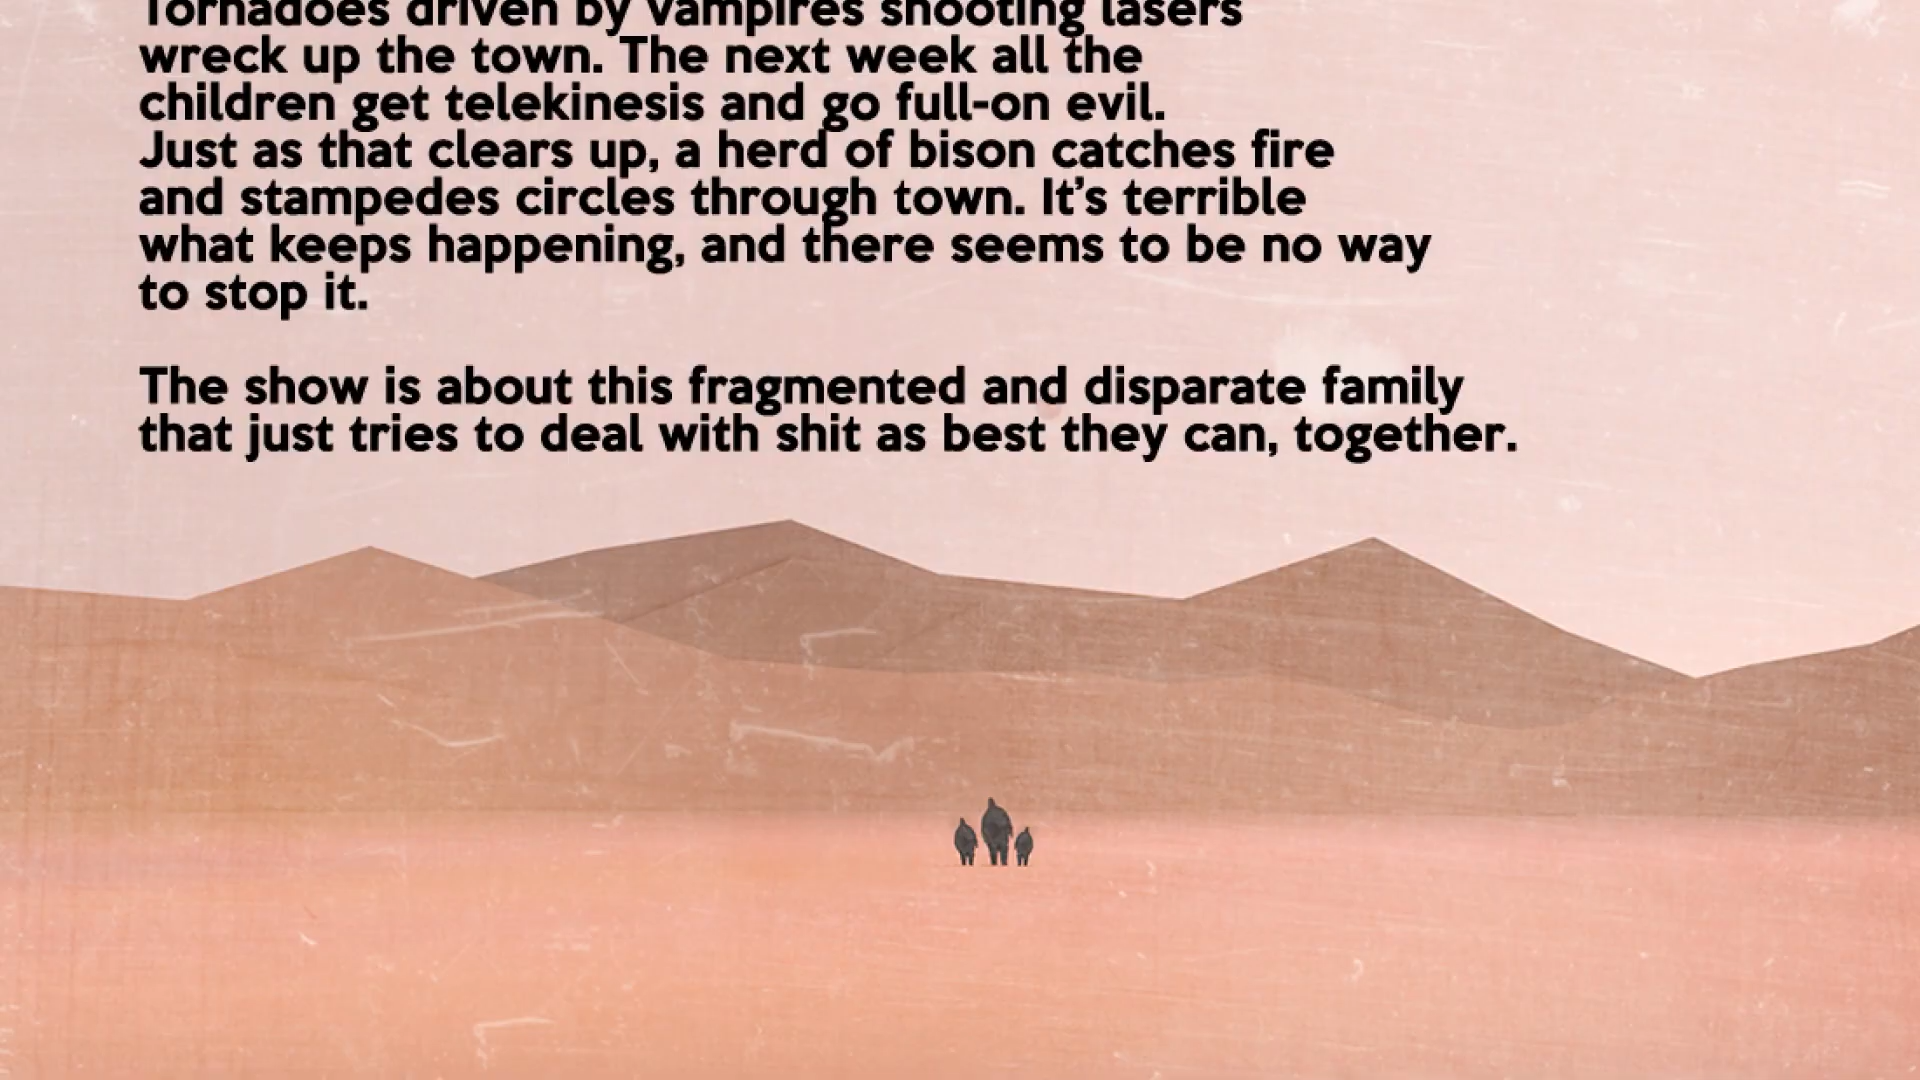 Tornadoes driven by vampires shooting lasers
wreck up the town. The next week all the
children get telekinesis and go full-on evil.
Just as that clears up, a herd of bison catches fire
and stampedes circles through town. It's terrible
what keeps happening, and there seems to be no way
to stop it.
The show is about this fragmented and disparate family
that just tries to deal with shit as best they can, together.